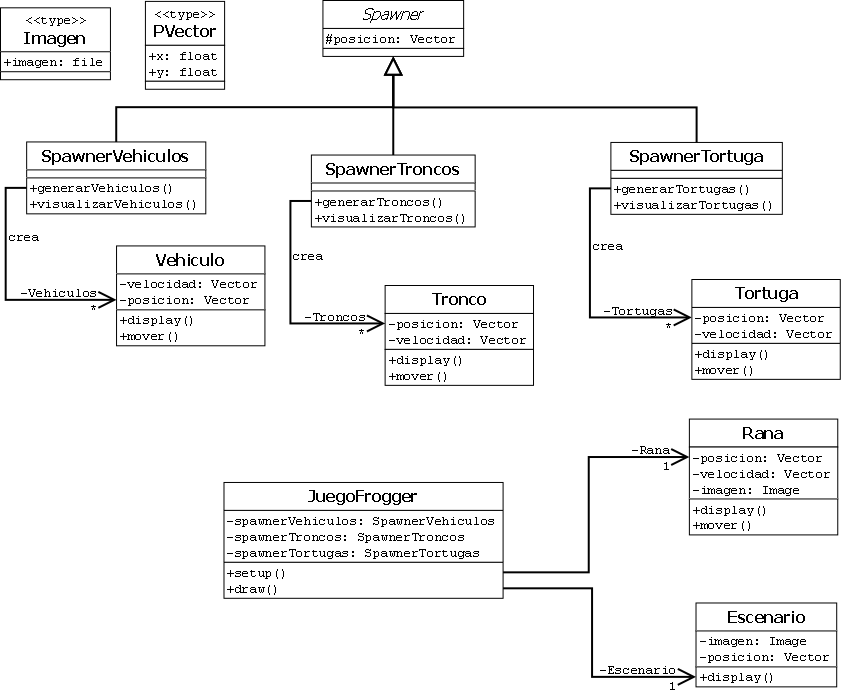 <<type>>
Imagen
+imagen: file
<<type>>
PVector
+x: float
+y: float
Spawner
#posicion: Vector
SpawnerVehiculos
+generarVehiculos()
+visualizarVehiculos()
SpawnerTroncos
+generarTroncos()
+visualizarTroncos()
SpawnerTortuga
+generarTortugas()
+visualizarTortugas()
crea
-Vehiculos
*
Vehiculo
-velocidad: Vector
-posicion: Vector
+display()
+mover()
crea
-Troncos
*
Tronco
-posicion: Vector
-velocidad: Vector
+display()
+mover()
crea
-Tortugas
*
Tortuga
-posicion: Vector
-velocidad: Vector
+display()
+mover()
-Rana
1
Rana
-posicion: Vector
-velocidad: Vector
-imagen: Image
+display()
+mover()
JuegoFrogger
-spawnerVehiculos: SpawnerVehiculos
-spawnerTroncos: SpawnerTroncos
-spawnerTortugas: SpawnerTortugas
+setup()
+draw()
-Escenario
1
Escenario
-imagen: Image
-posicion: Vector
+display()